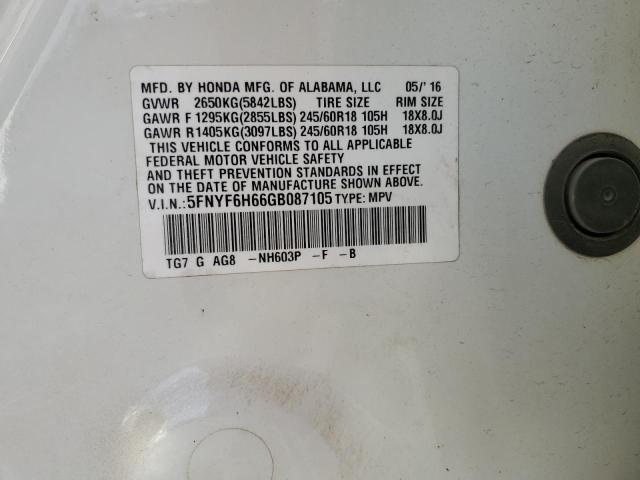 MFD. BY HONDA MFG. OF ALABAMA, LLC 05/'16
GVWR 2650KG(5842LBS) TIRE SIZE RIM SIZE
GAWR F 1295KG(2855LBS) 245/60R18 105H 18X8.0J
GAWR R 1405KG(3097LBS) 245/60R18 105H 18X8.0J
THIS VEHICLE CONFORMS TO ALL APPLICABLE
FEDERAL MOTOR VEHICLE SAFETY
AND THEFT PREVENTION STANDARDS IN EFFECT
ON THE DATE OF MANUFACTURE SHOWN ABOVE.
V.I.N.: 5FNYF6H66GB087105 TYPE: MPV
TG7 G AG8 -NH603P -F -B